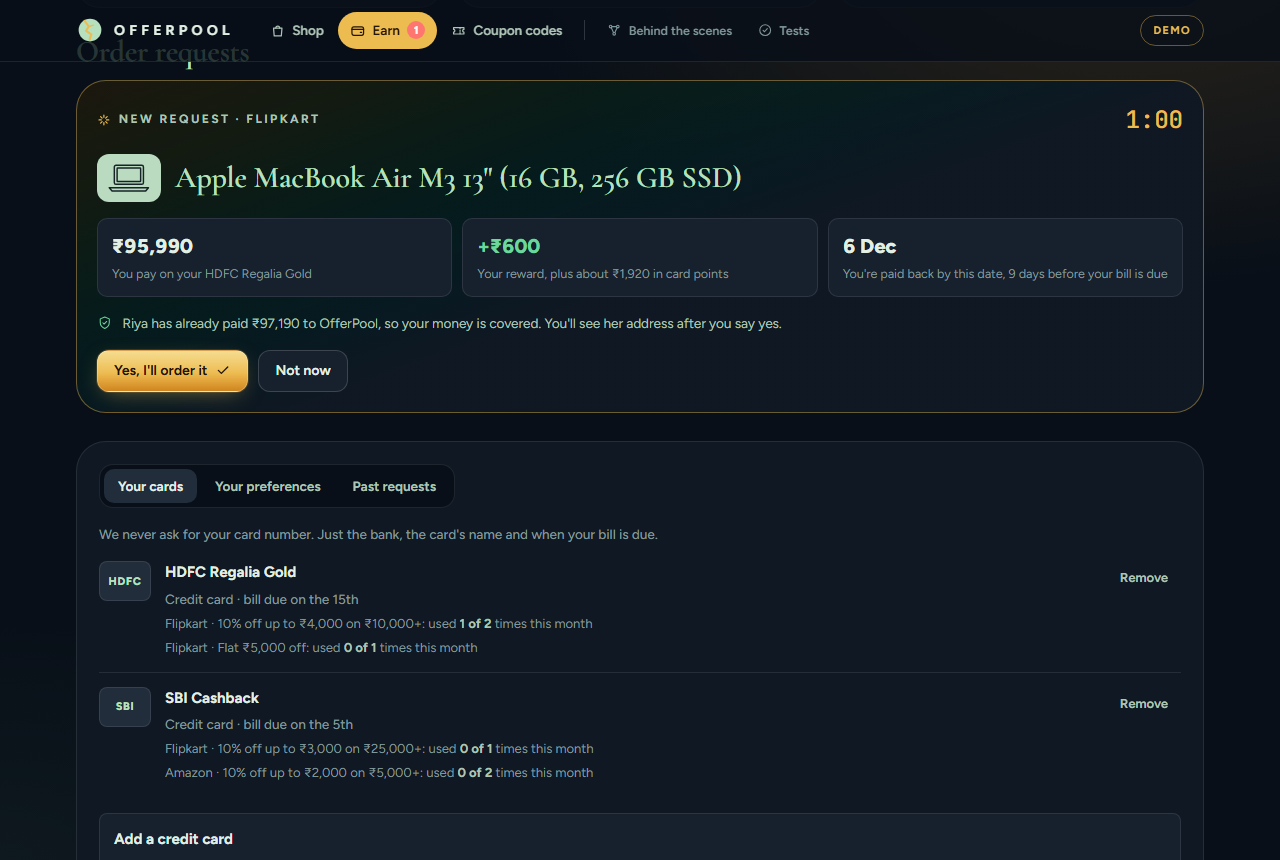 OFFERPOOL Shop Earn 1 Coupon codes Behind the scenes Tests DEMO
Order requests
NEW REQUEST · FLIPKART 1:00
Apple MacBook Air M3 13" (16 GB, 256 GB SSD)
₹95,990 +₹600 6 Dec
You pay on your HDFC Regalia Gold Your reward, plus about ₹1,920 in card points You're paid back by this date, 9 days before your bill is due
Riya has already paid ₹97,190 to OfferPool, so your money is covered. You'll see her address after you say yes.
Yes, I'll order it Not now
Your cards Your preferences Past requests
We never ask for your card number. Just the bank, the card's name and when your bill is due.
HDFC HDFC Regalia Gold Remove
Credit card · bill due on the 15th
Flipkart · 10% off up to ₹4,000 on ₹10,000+: used 1 of 2 times this month
Flipkart · Flat ₹5,000 off: used 0 of 1 times this month
SBI SBI Cashback Remove
Credit card · bill due on the 5th
Flipkart · 10% off up to ₹3,000 on ₹25,000+: used 0 of 1 times this month
Amazon · 10% off up to ₹2,000 on ₹5,000+: used 0 of 2 times this month
Add a credit card